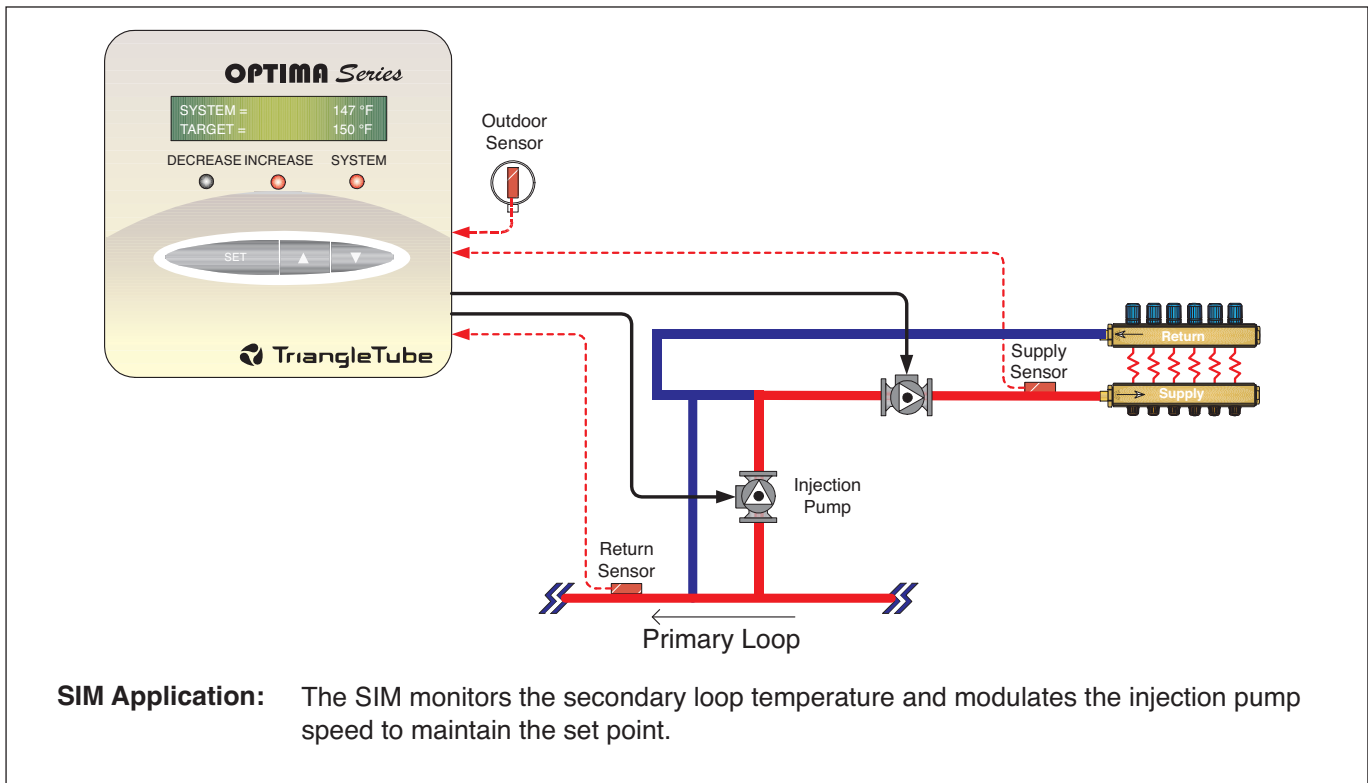 OPTIMA Series
SYSTEM = 147 °F
TARGET = 150 °F
DECREASE INCREASE SYSTEM
SET
TriangleTube
Outdoor
Sensor
Return
Supply
Sensor
Supply
Injection
Pump
Return
Sensor
Primary Loop
SIM Application: The SIM monitors the secondary loop temperature and modulates the injection pump
speed to maintain the set point.